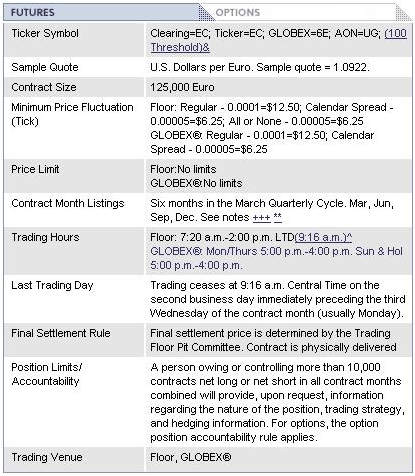 FUTURES
OPTIONS
Ticker Symbol
Clearing=EC; Ticker=EC; GLOBEX=6E; AON=UG; (100
Threshold)&
Sample Quote
U.S. Dollars per Euro. Sample quote = 1.0922.
Contract Size
125,000 Euro
Minimum Price Fluctuation
(Tick)
Floor: Regular - 0.0001=$12.50; Calendar Spread -
0.00005=$6.25; All or None - 0.00005=$6.25
GLOBEX®: Regular - 0.0001=$12.50; Calendar
Spread - 0.00005=$6.25
Price Limit
Floor:No limits
GLOBEX®:No limits
Contract Month Listings
Six months in the March Quarterly Cycle. Mar, Jun,
Sep, Dec. See notes +++ **
Trading Hours
Floor: 7:20 a.m.-2:00 p.m. LTD(9:16 a.m.)^
GLOBEX®: Mon/Thurs 5:00 p.m.-4:00 p.m. Sun & Hol
5:00 p.m.-4:00 p.m.
Last Trading Day
Trading ceases at 9:16 a.m. Central Time on the
second business day immediately preceding the third
Wednesday of the contract month (usually Monday).
Final Settlement Rule
Final settlement price is determined by the Trading
Floor Pit Committee. Contract is physically delivered
Position Limits/
Accountability
A person owning or controlling more than 10,000
contracts net long or net short in all contract months
combined will provide, upon request, information
regarding the nature of the position, trading strategy,
and hedging information. For options, the option
position accountability rule applies.
Trading Venue
Floor, GLOBEX®